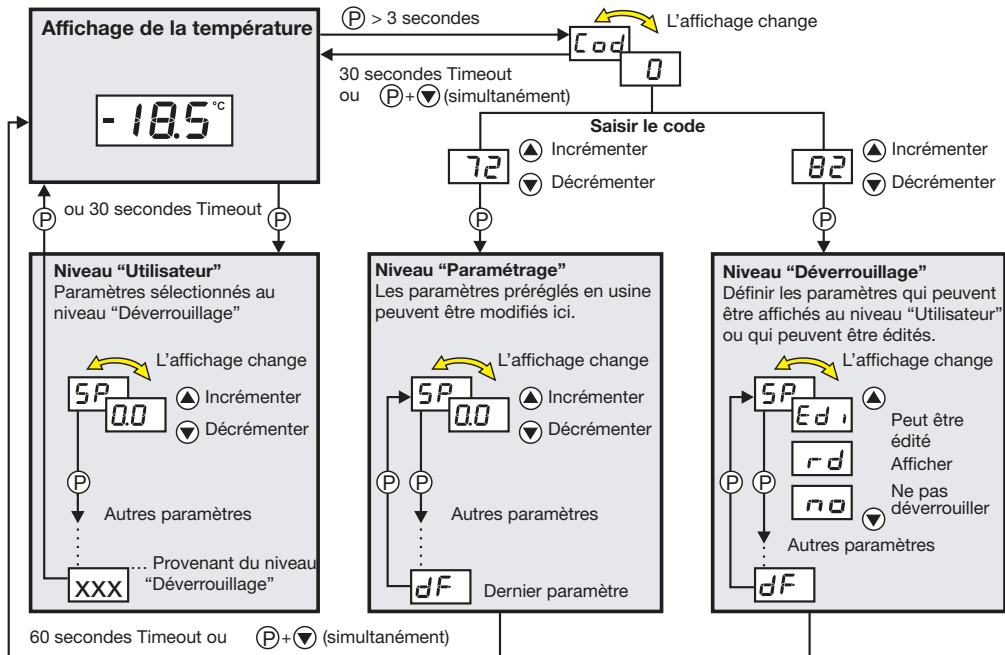 Affichage de la température
-18.5 °C
P > 3 secondes
L’affichage change
Cod
0
30 secondes Timeout
ou P+▼ (simultanément)
Saisir le code
72
▲ Incrémenter
▼ Décrémenter
82
▲ Incrémenter
▼ Décrémenter
P ou 30 secondes Timeout P
P
P
Niveau “Utilisateur”
Paramètres sélectionnés au
niveau “Déverrouillage”
L’affichage change
SP
0.0
▲ Incrémenter
▼ Décrémenter
P
Autres paramètres
xxx
... Provenant du niveau
“Déverrouillage”
Niveau “Paramétrage”
Les paramètres préréglés en usine
peuvent être modifiés ici.
L’affichage change
SP
0.0
▲ Incrémenter
▼ Décrémenter
P P
Autres paramètres
dF Dernier paramètre
Niveau “Déverrouillage”
Définir les paramètres qui peuvent
être affichés au niveau “Utilisateur”
ou qui peuvent être édités.
L’affichage change
SP
Edi
▲
Peut être
édité
rd Afficher
P P
no
Ne pas
déverrouiller
▼
Autres paramètres
dF
60 secondes Timeout ou P+▼ (simultanément)